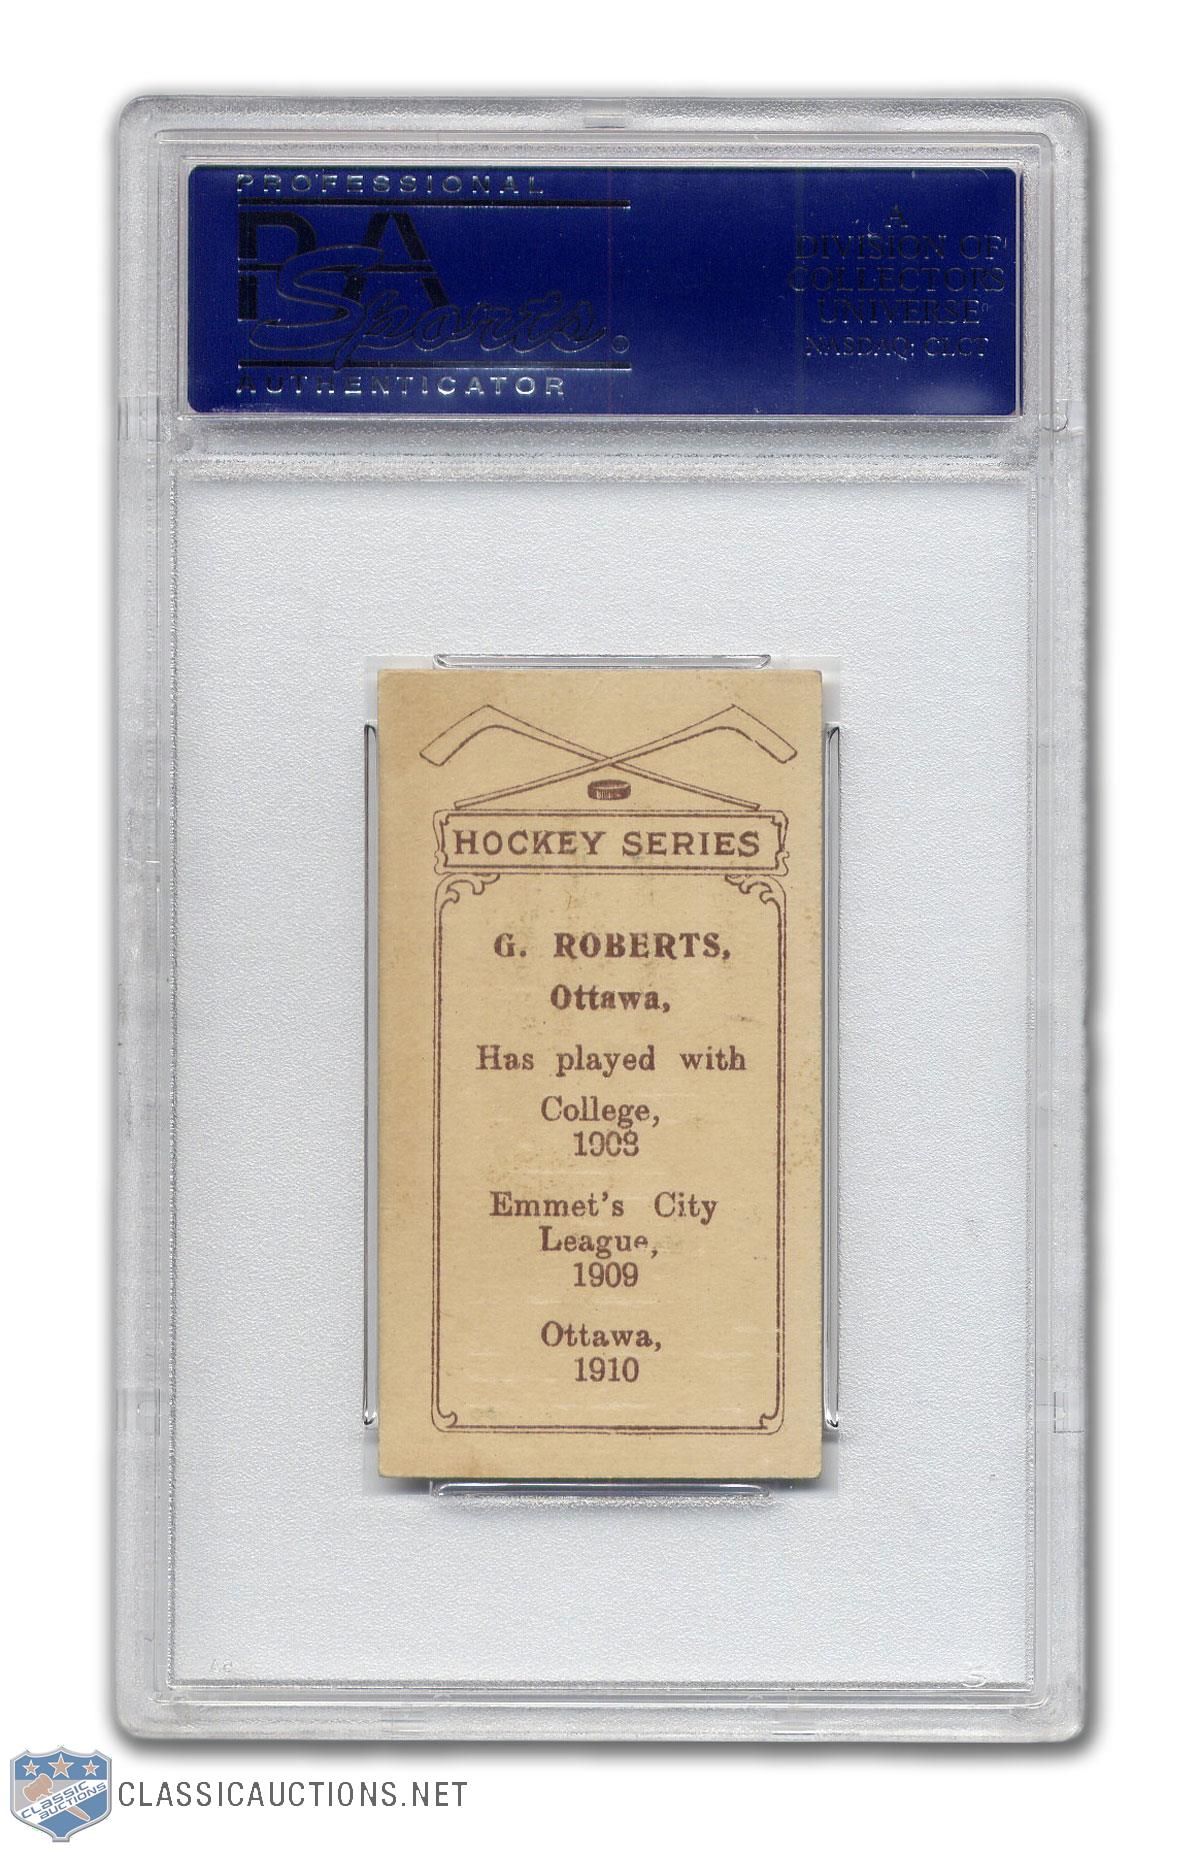 PROFESSIONAL
PSA
Sports®
AUTHENTICATOR
A
DIVISION OF
COLLECTORS
UNIVERSE
NASDAQ: CLCT
HOCKEY SERIES
G. ROBERTS,
Ottawa,
Has played with
College,
1908
Emmet's City
League,
1909
Ottawa,
1910
CLASSIC
AUCTIONS
CLASSICAUCTIONS.NET